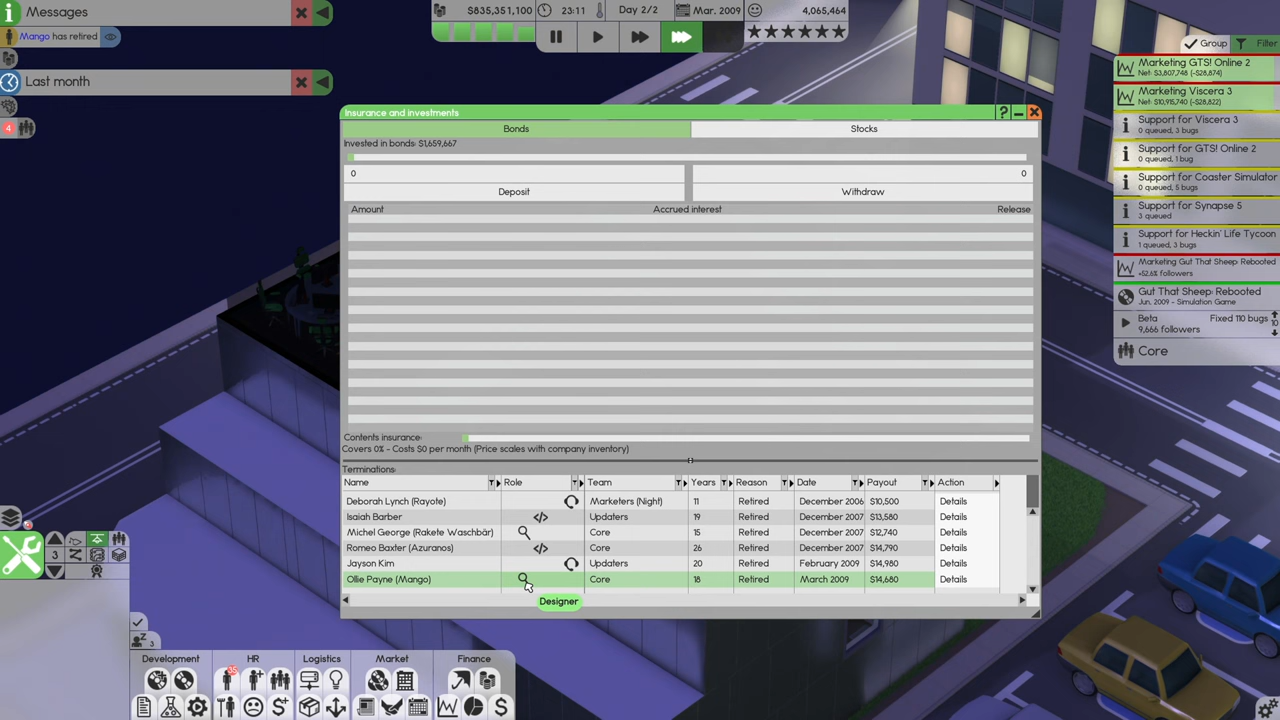 Messages
Mango has retired
Last month
4
$835,351,100
23:11
Day 2/2
Mar. 2009
4,065,464
Group
Filter
Marketing GTS! Online 2
Net: $3,807,748 (-$28,874)
Marketing Viscera 3
Net: $10,915,740 (-$28,822)
Support for Viscera 3
0 queued, 3 bugs
Support for GTS! Online 2
0 queued, 1 bug
Support for Coaster Simulator
0 queued, 5 bugs
Support for Synapse 5
3 queued
Support for Heckin' Life Tycoon
1 queued, 3 bugs
Marketing Gut That Sheep: Rebooted
+52.6% followers
Gut That Sheep: Rebooted
Jun. 2009 - Simulation Game
Beta Fixed 110 bugs
9,666 followers
10
Core
Insurance and investments
?
Bonds Stocks
Invested in bonds: $1,659,667
0 0
Deposit Withdraw
Amount Accrued interest Release
Contents insurance:
Covers 0% - Costs $0 per month (Price scales with company inventory)
Terminations:
Name Role Team Years Reason Date Payout Action
Deborah Lynch (Rayote) Marketers (Night) 11 Retired December 2006 $10,500 Details
Isaiah Barber Updaters 19 Retired December 2007 $13,580 Details
Michel George (Rakete Waschbär) Core 15 Retired December 2007 $12,740 Details
Romeo Baxter (Azuranos) Core 26 Retired December 2007 $14,790 Details
Jayson Kim Updaters 20 Retired February 2009 $14,980 Details
Ollie Payne (Mango) Core 18 Retired March 2009 $14,680 Details
Designer
3
3
Development HR Logistics Market Finance
35